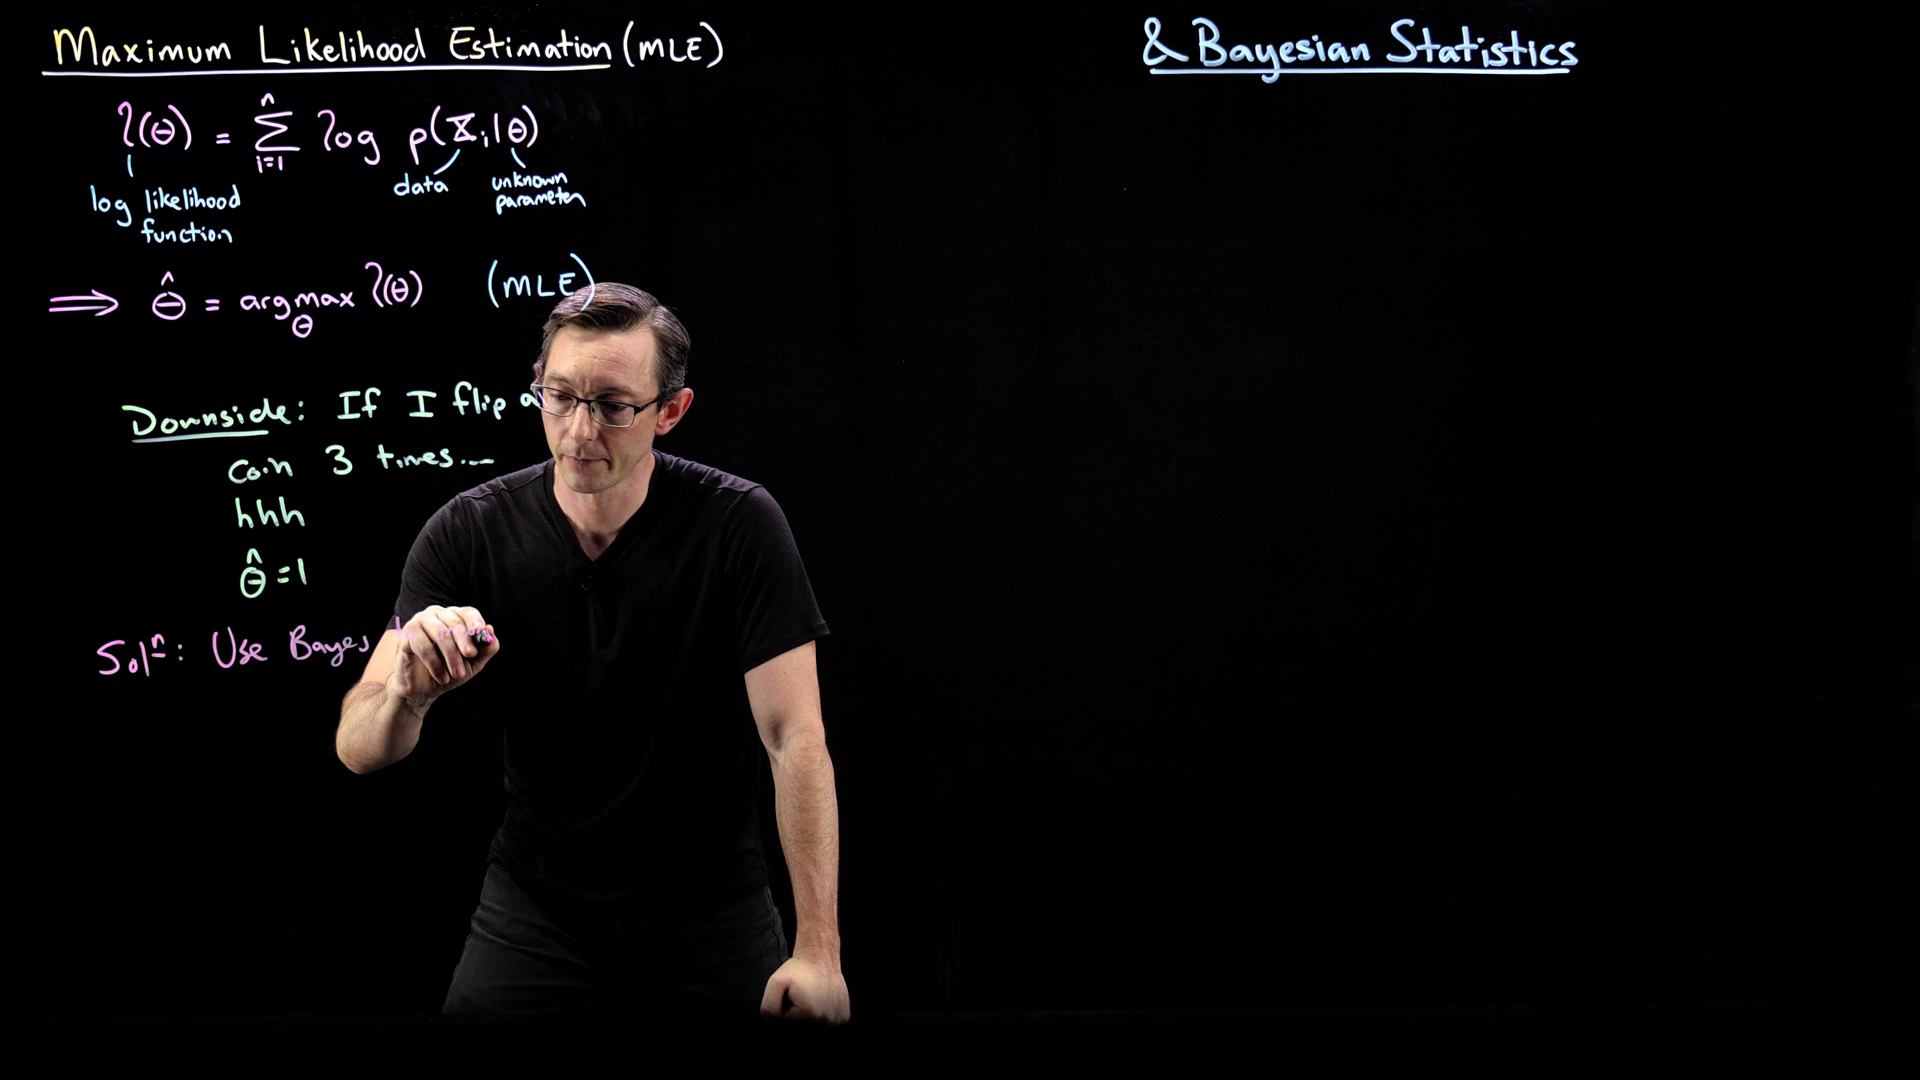 Maximum Likelihood Estimation (MLE)
& Bayesian Statistics
l(θ) = Σ log p(X_i|θ)
n
i=1
data
unknown
parameter
log likelihood
function
⟹ θ̂ = argmax l(θ) (MLE)
θ
Downside: If I flip a
Coin 3 times...
hhh
θ̂=1
Solⁿ: Use Bayes